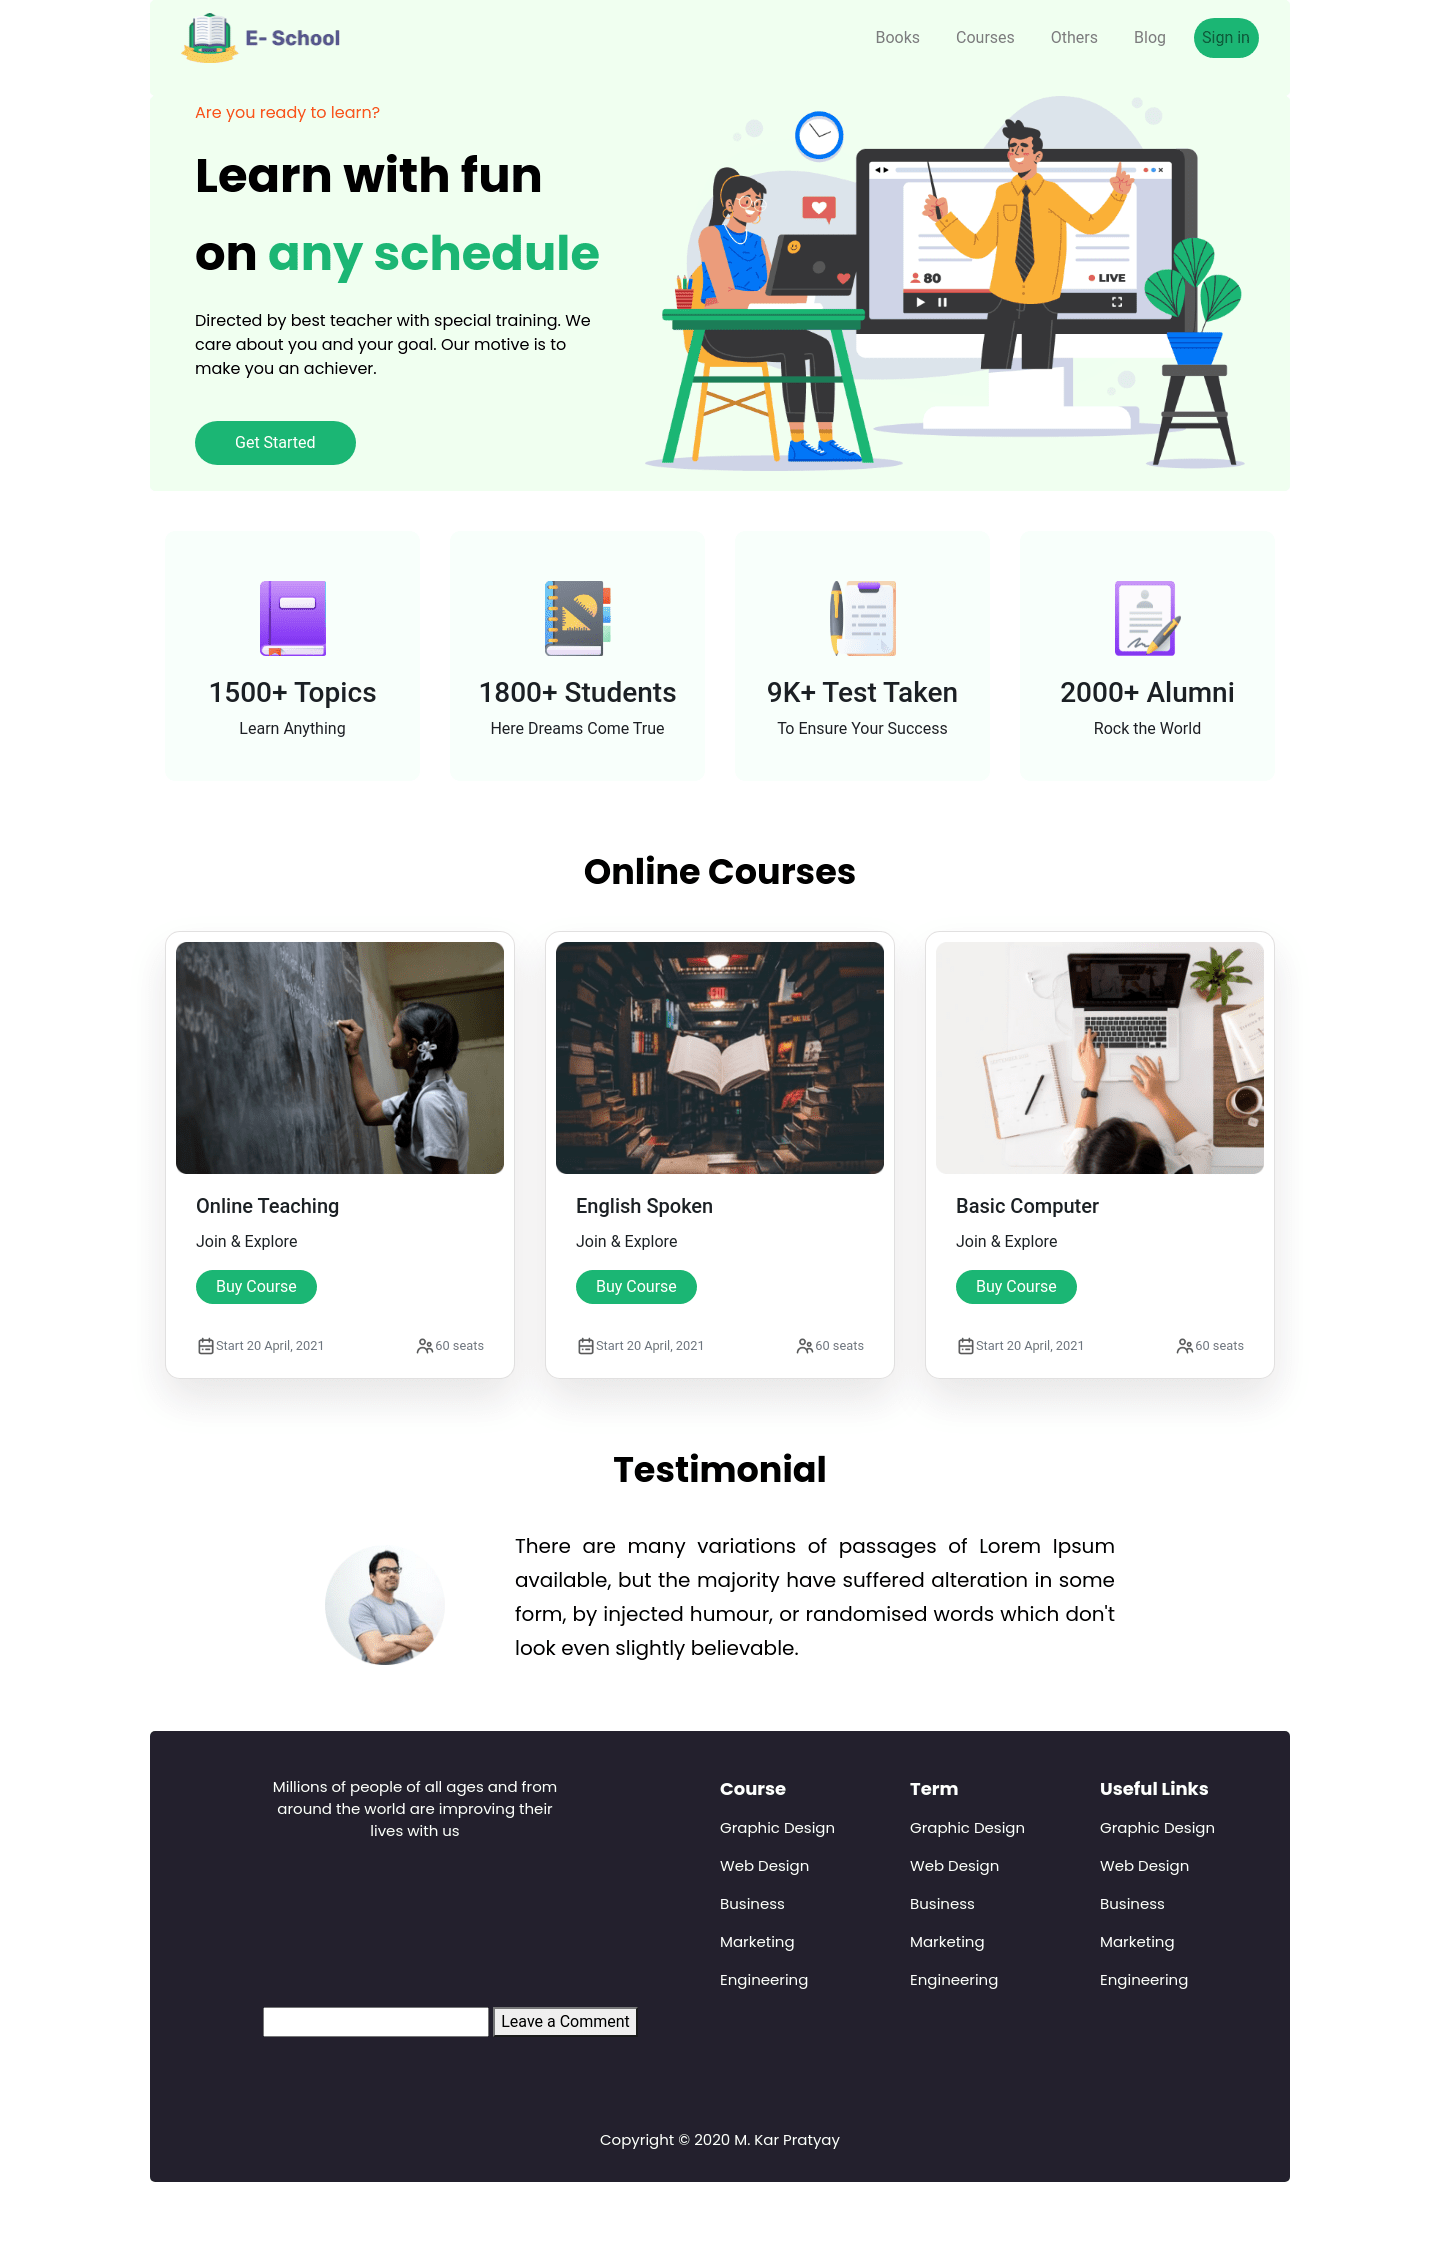 E- School
Books Courses Others Blog Sign in
Are you ready to learn?
Learn with fun
on any schedule
Directed by best teacher with special training. We
care about you and your goal. Our motive is to
make you an achiever.
Get Started
80
LIVE
1500+ Topics
Learn Anything
1800+ Students
Here Dreams Come True
9K+ Test Taken
To Ensure Your Success
2000+ Alumni
Rock the World
Online Courses
EXIT
Online Teaching
Join & Explore
Buy Course
Start 20 April, 2021 60 seats
English Spoken
Join & Explore
Buy Course
Start 20 April, 2021 60 seats
Basic Computer
Join & Explore
Buy Course
Start 20 April, 2021 60 seats
Testimonial
There are many variations of passages of Lorem Ipsum
available, but the majority have suffered alteration in some
form, by injected humour, or randomised words which don't
look even slightly believable.
Millions of people of all ages and from
around the world are improving their
lives with us
Leave a Comment
Course
Graphic Design
Web Design
Business
Marketing
Engineering
Term
Graphic Design
Web Design
Business
Marketing
Engineering
Useful Links
Graphic Design
Web Design
Business
Marketing
Engineering
Copyright © 2020 M. Kar Pratyay